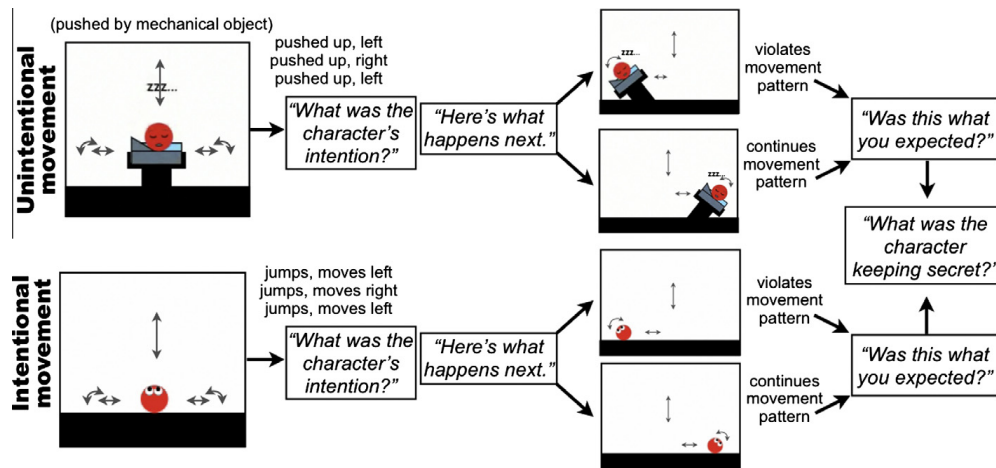 (pushed by mechanical object)
Unintentional
movement
zzz...
pushed up, left
pushed up, right
pushed up, left
“What was the
character’s
intention?”
“Here’s what
happens next.”
zzz...
violates
movement
pattern
zzz...
continues
movement
pattern
“Was this what
you expected?”
“What was the
character
keeping secret?”
Intentional
movement
jumps, moves left
jumps, moves right
jumps, moves left
“What was the
character’s
intention?”
“Here’s what
happens next.”
violates
movement
pattern
continues
movement
pattern
“Was this what
you expected?”